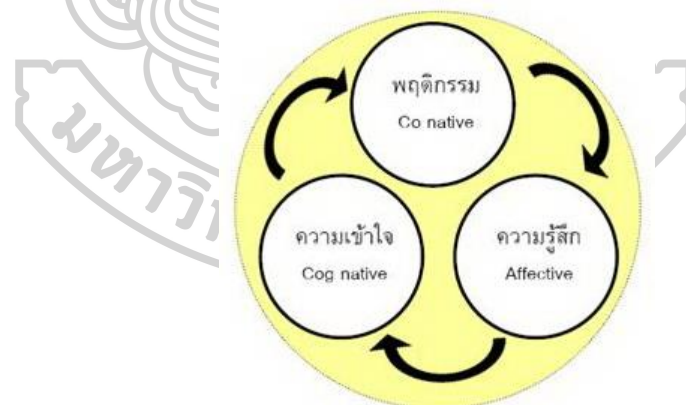 พฤติกรรม
Co native
ความเข้าใจ
Cog native
ความรู้สึก
Affective